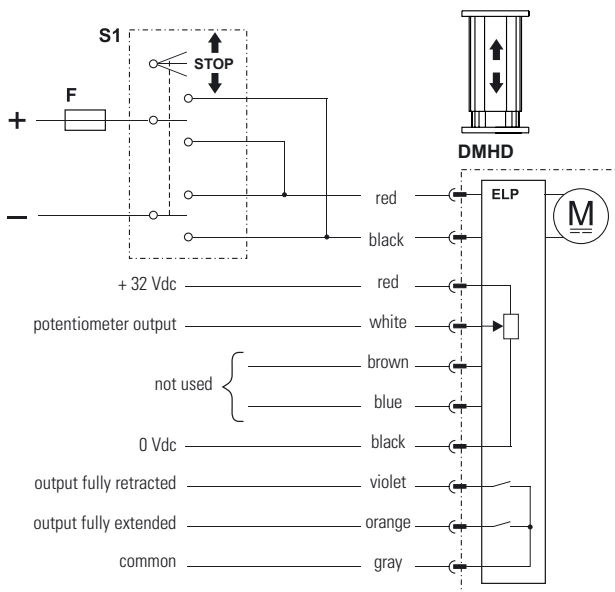 S1
STOP
F
+
–
DMHD
ELP
M
red
black
+ 32 Vdc red
potentiometer output white
not used
brown
blue
0 Vdc black
output fully retracted violet
output fully extended orange
common gray